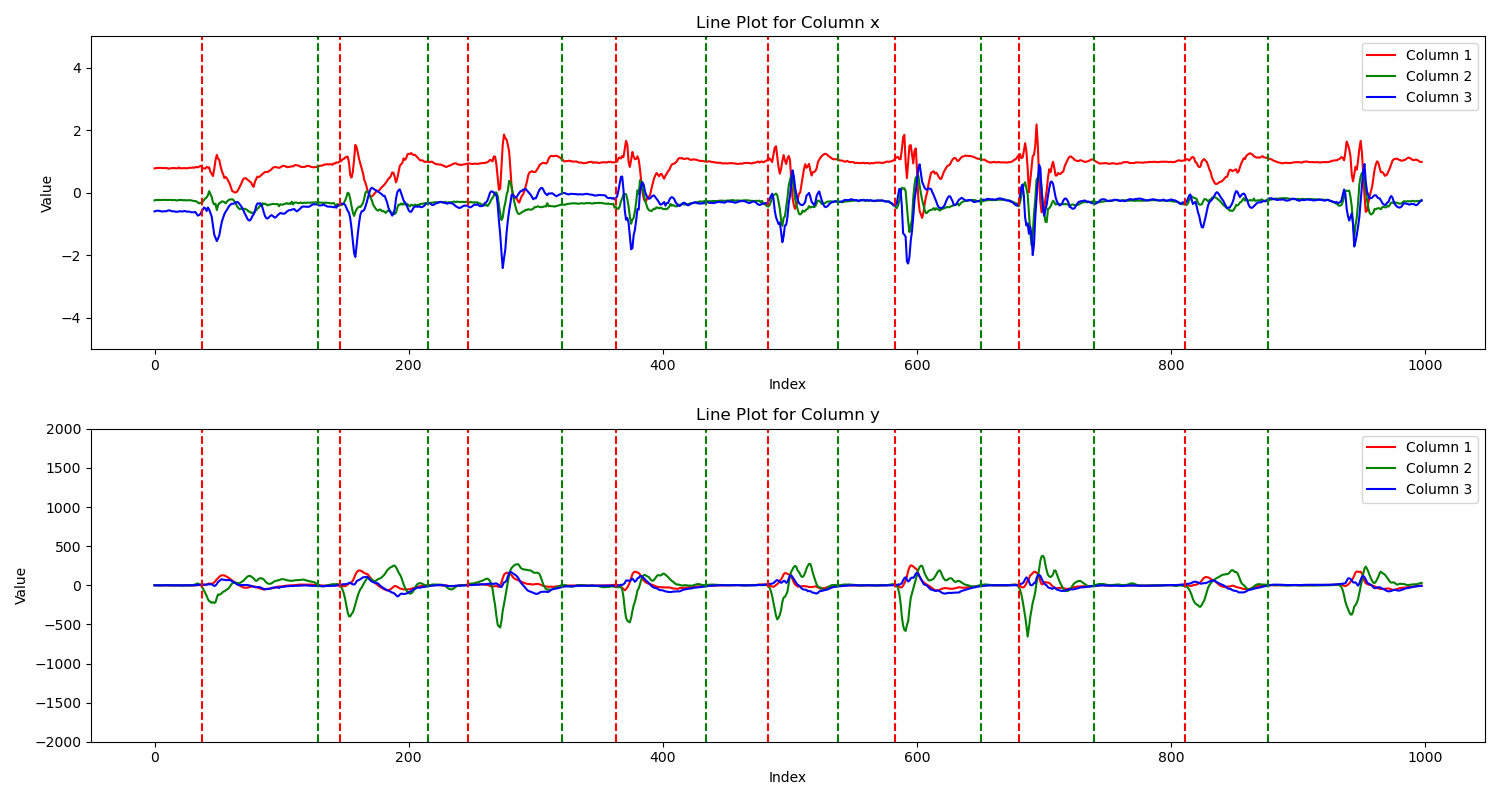 Line Plot for Column x
Value
4
2
0
−2
−4
Column 1
Column 2
Column 3
0 200 400 600 800 1000
Index
Line Plot for Column y
Value
2000
1500
1000
500
0
−500
−1000
−1500
−2000
Column 1
Column 2
Column 3
0 200 400 600 800 1000
Index